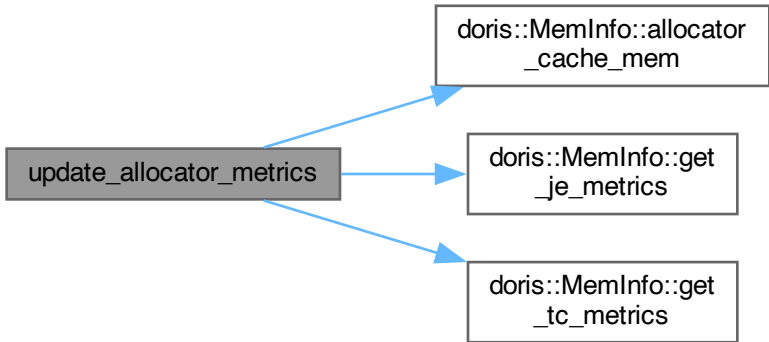 doris::MemInfo::allocator
_cache_mem
update_allocator_metrics
doris::MemInfo::get
_je_metrics
doris::MemInfo::get
_tc_metrics